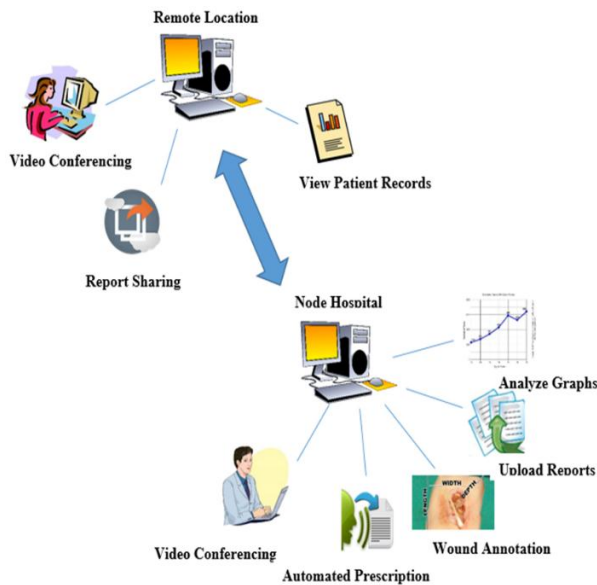 Remote Location
Video Conferencing
View Patient Records
Report Sharing
Node Hospital
Analyze Graphs
Upload Reports
LENGTH
WIDTH
DEPTH
Wound Annotation
Video Conferencing
Automated Prescription